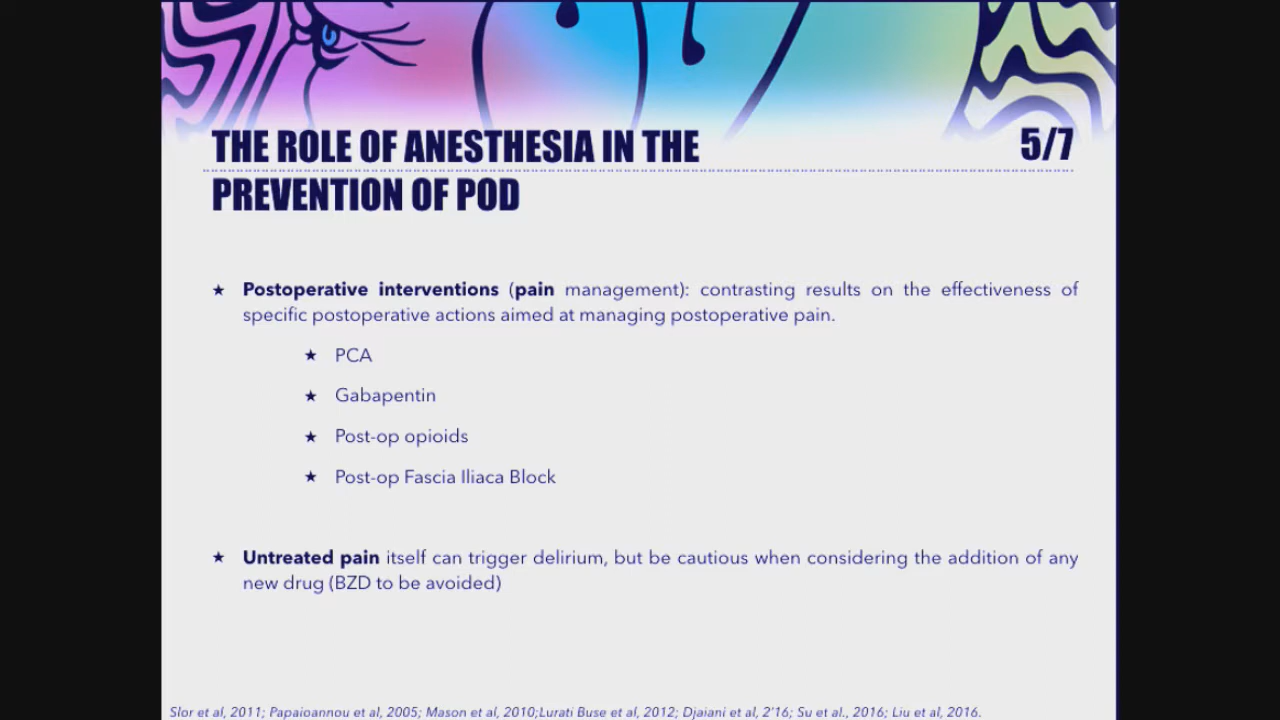 THE ROLE OF ANESTHESIA IN THE
5/7
PREVENTION OF POD
★ Postoperative interventions (pain management): contrasting results on the effectiveness of
specific postoperative actions aimed at managing postoperative pain.
★ PCA
★ Gabapentin
★ Post-op opioids
★ Post-op Fascia Iliaca Block
★ Untreated pain itself can trigger delirium, but be cautious when considering the addition of any
new drug (BZD to be avoided)
Slor et al, 2011; Papaioannou et al, 2005; Mason et al, 2010;Lurati Buse et al, 2012; Djaiani et al, 2'16; Su et al., 2016; Liu et al, 2016.